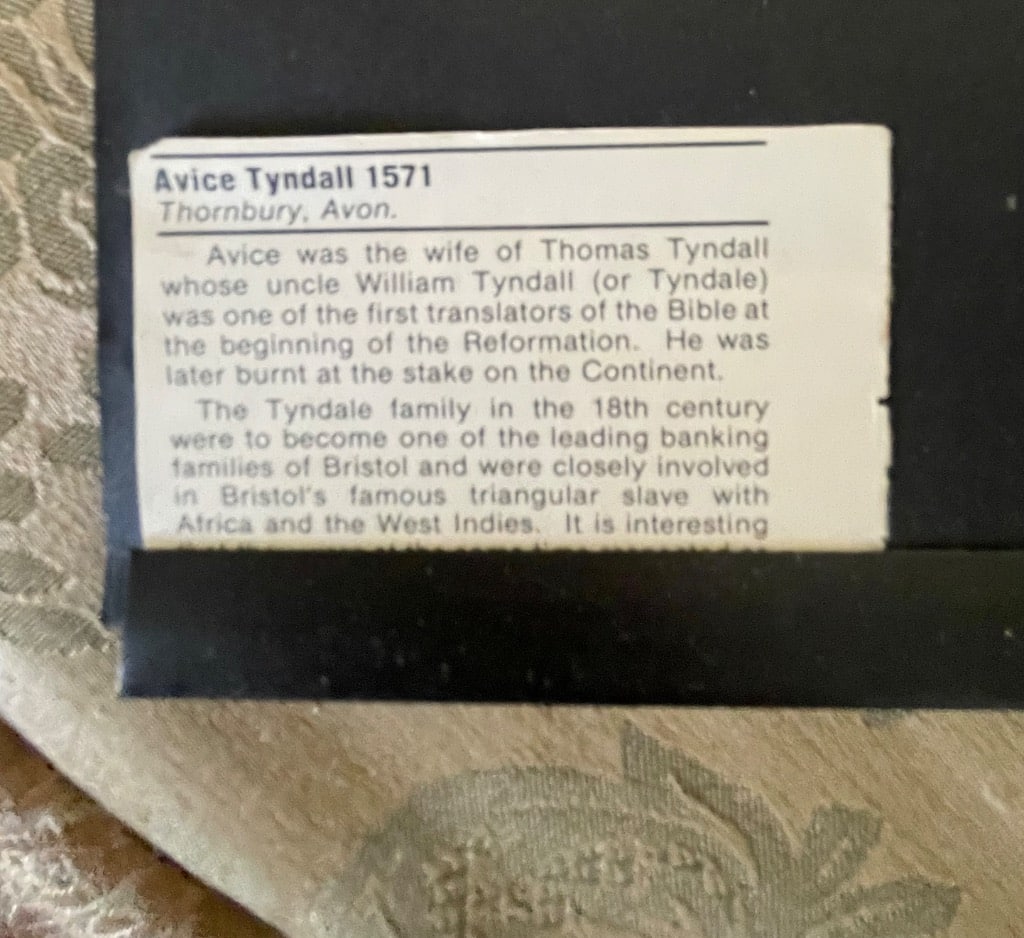 Avice Tyndall 1571
Thornbury, Avon.
Avice was the wife of Thomas Tyndall
whose uncle William Tyndall (or Tyndale)
was one of the first translators of the Bible at
the beginning of the Reformation. He was
later burnt at the stake on the Continent.
The Tyndale family in the 18th century
were to become one of the leading banking
families of Bristol and were closely involved
in Bristol's famous triangular slave with
Africa and the West Indies. It is interesting